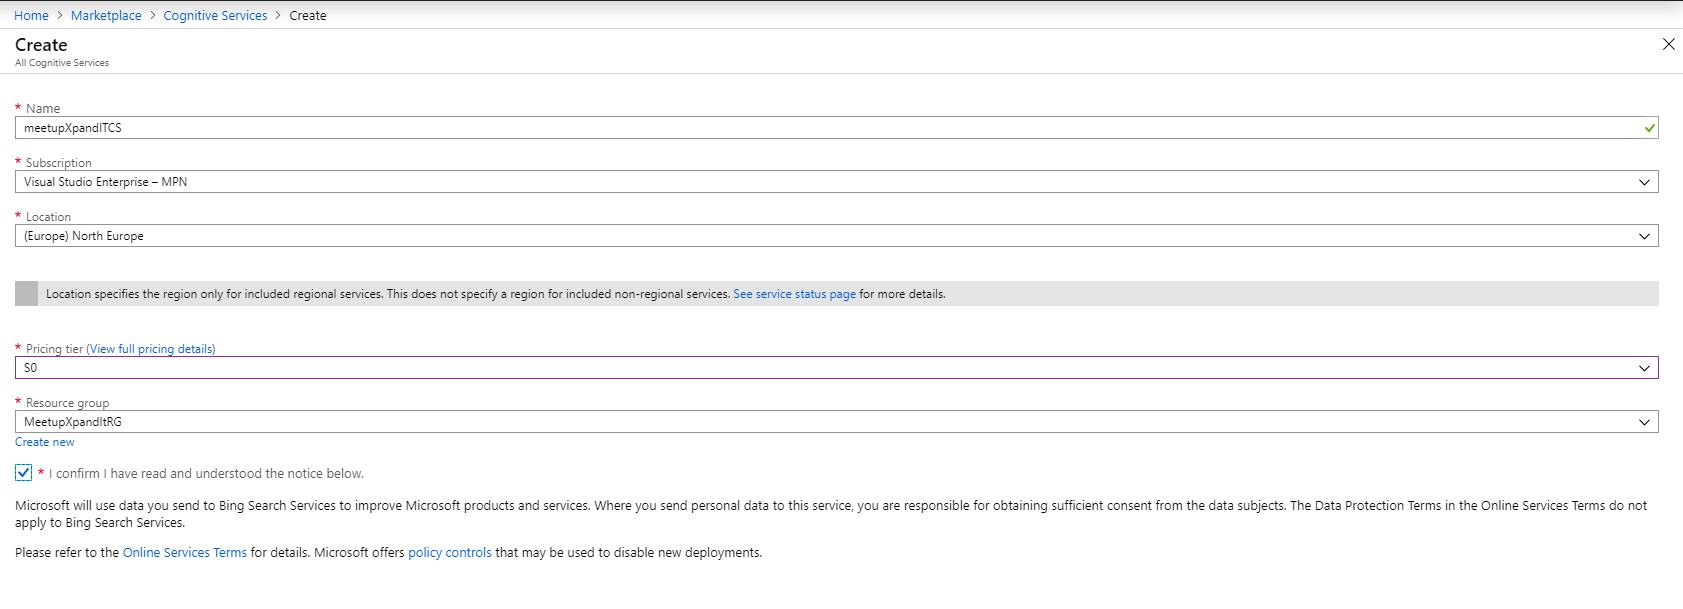 Home > Marketplace > Cognitive Services > Create
Create
All Cognitive Services
* Name
meetupXpandITCS
* Subscription
Visual Studio Enterprise – MPN
* Location
(Europe) North Europe
Location specifies the region only for included regional services. This does not specify a region for included non-regional services. See service status page for more details.
* Pricing tier (View full pricing details)
S0
* Resource group
MeetupXpandItRG
Create new
* I confirm I have read and understood the notice below.
Microsoft will use data you send to Bing Search Services to improve Microsoft products and services. Where you send personal data to this service, you are responsible for obtaining sufficient consent from the data subjects. The Data Protection Terms in the Online Services Terms do not
apply to Bing Search Services.
Please refer to the Online Services Terms for details. Microsoft offers policy controls that may be used to disable new deployments.